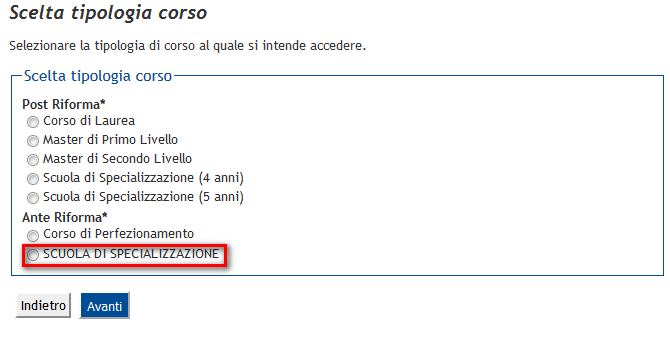 Scelta tipologia corso
Selezionare la tipologia di corso al quale si intende accedere.
Scelta tipologia corso
Post Riforma*
Corso di Laurea
Master di Primo Livello
Master di Secondo Livello
Scuola di Specializzazione (4 anni)
Scuola di Specializzazione (5 anni)
Ante Riforma*
Corso di Perfezionamento
SCUOLA DI SPECIALIZZAZIONE
Indietro Avanti